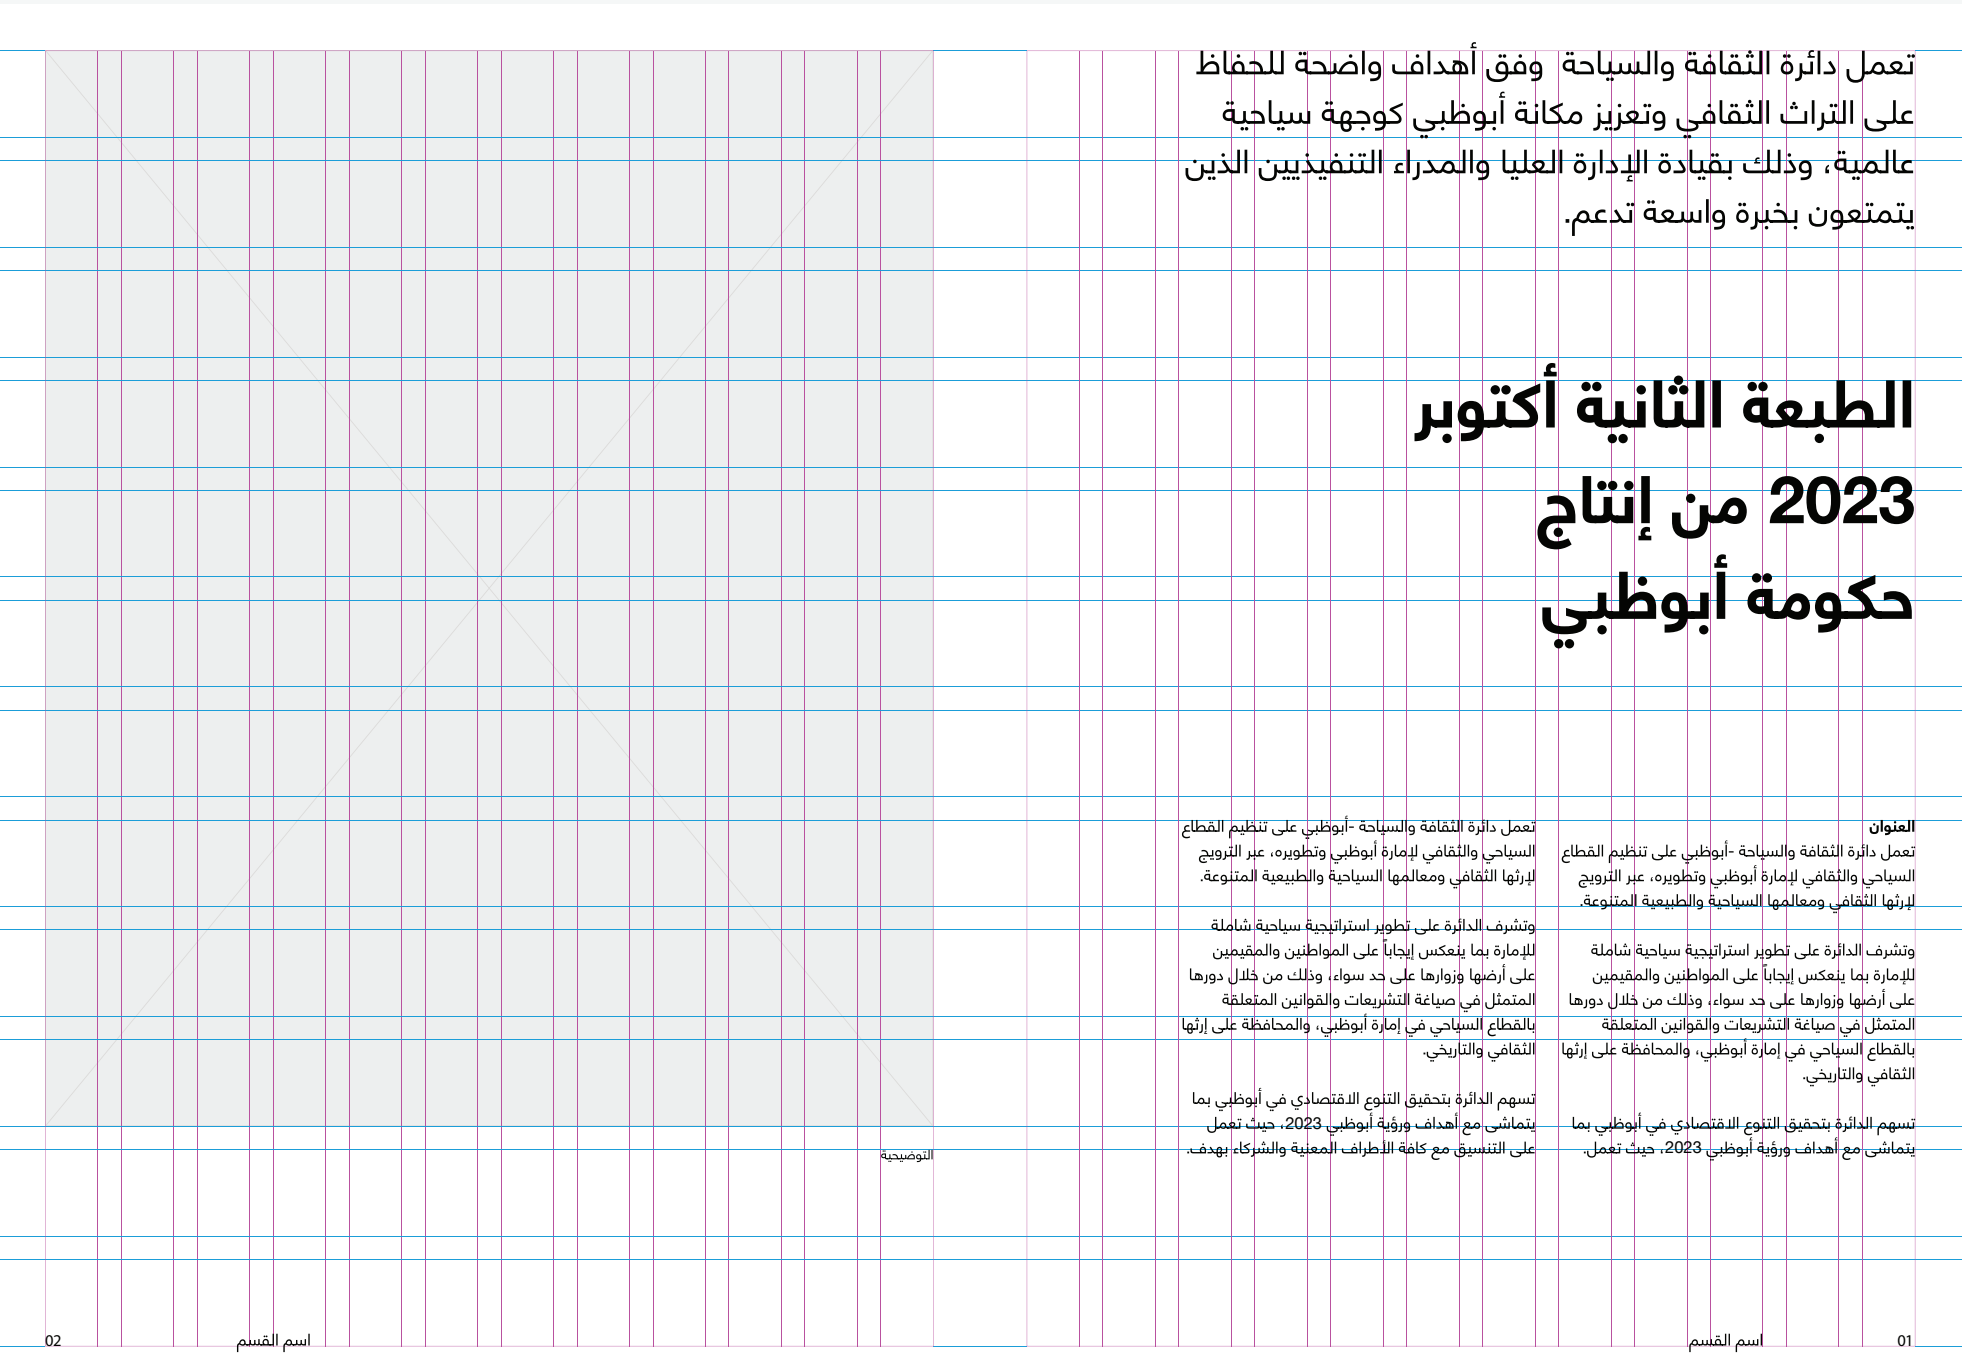 تعمل دائرة الثقافة والسياحة وفق أهداف واضحة للحفاظ
على التراث الثقافي وتعزيز مكانة أبوظبي كوجهة سياحية
عالمية، وذلك بقيادة الإدارة العليا والمدراء التنفيذيين الذين
يتمتعون بخبرة واسعة تدعم.
الطبعة الثانية أكتوبر
2023 من إنتاج
حكومة أبوظبي
العنوان
تعمل دائرة الثقافة والسياحة -أبوظبي على تنظيم القطاع
السياحي والثقافي لإمارة أبوظبي وتطويره، عبر الترويج
لإرثها الثقافي ومعالمها السياحية والطبيعية المتنوعة.
وتشرف الدائرة على تطوير استراتيجية سياحية شاملة
للإمارة بما ينعكس إيجاباً على المواطنين والمقيمين
على أرضها وزوارها على حد سواء، وذلك من خلال دورها
المتمثل في صياغة التشريعات والقوانين المتعلقة
بالقطاع السياحي في إمارة أبوظبي، والمحافظة على إرثها
الثقافي والتاريخي.
تسهم الدائرة بتحقيق التنوع الاقتصادي في أبوظبي بما
يتماشى مع أهداف ورؤية أبوظبي 2023، حيث تعمل.
تعمل دائرة الثقافة والسياحة -أبوظبي على تنظيم القطاع
السياحي والثقافي لإمارة أبوظبي وتطويره، عبر الترويج
لإرثها الثقافي ومعالمها السياحية والطبيعية المتنوعة.
وتشرف الدائرة على تطوير استراتيجية سياحية شاملة
للإمارة بما ينعكس إيجاباً على المواطنين والمقيمين
على أرضها وزوارها على حد سواء، وذلك من خلال دورها
المتمثل في صياغة التشريعات والقوانين المتعلقة
بالقطاع السياحي في إمارة أبوظبي، والمحافظة على إرثها
الثقافي والتاريخي.
تسهم الدائرة بتحقيق التنوع الاقتصادي في أبوظبي بما
يتماشى مع أهداف ورؤية أبوظبي 2023، حيث تعمل
على التنسيق مع كافة الأطراف المعنية والشركاء بهدف.
01
اسم القسم
التوضيحية
اسم القسم
02